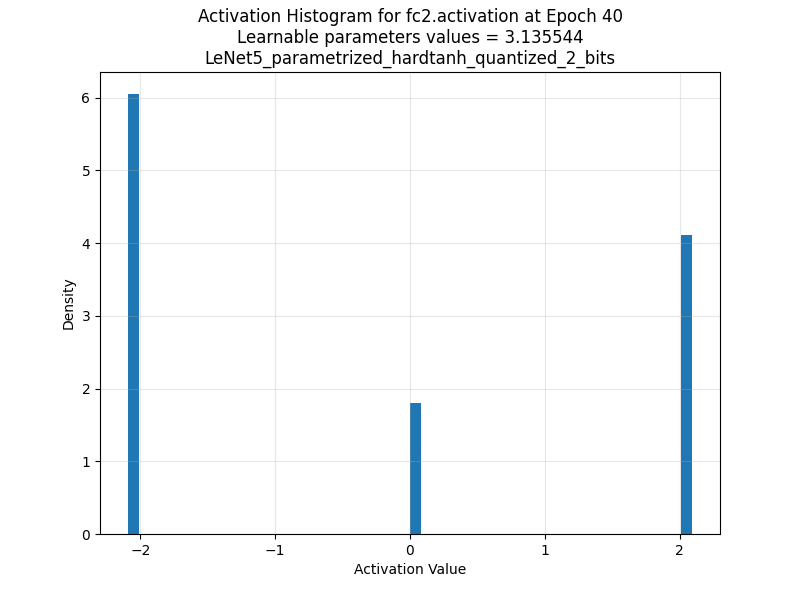 Activation Histogram for fc2.activation at Epoch 40
Learnable parameters values = 3.135544
LeNet5_parametrized_hardtanh_quantized_2_bits
6
5
4
3
2
1
0
Density
−2
−1
0
1
2
Activation Value